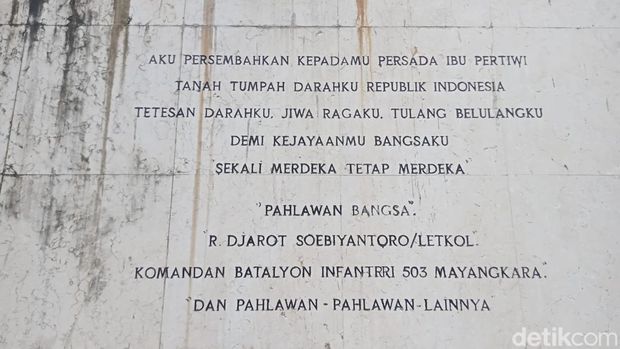 AKU PERSEMBAHKAN KEPADAMU PERSADA IBU PERTIWI
TANAH TUMPAH DARAHKU REPUBLIK INDONESIA
TETESAN DARAHKU, JIWA RAGAKU, TULANG BELULANGKU
DEMI KEJAYAANMU BANGSAKU
"SEKALI MERDEKA TETAP MERDEKA"
"PAHLAWAN BANGSA".
"R. DJAROT SOEBIYANTORO/LETKOL".
KOMANDAN BATALYON INFANTRRI 503 MAYANGKARA."
"DAN PAHLAWAN - PAHLAWAN - LAINNYA
detikcom